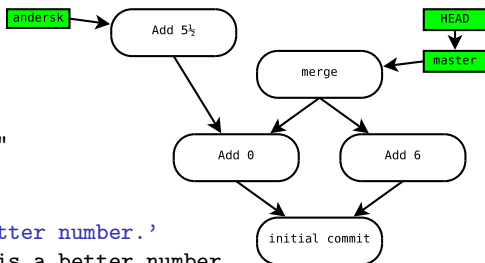 andersk
Add 5½
HEAD
master
merge
"
Add 0
Add 6
tter number.’
initial commit
is a better number